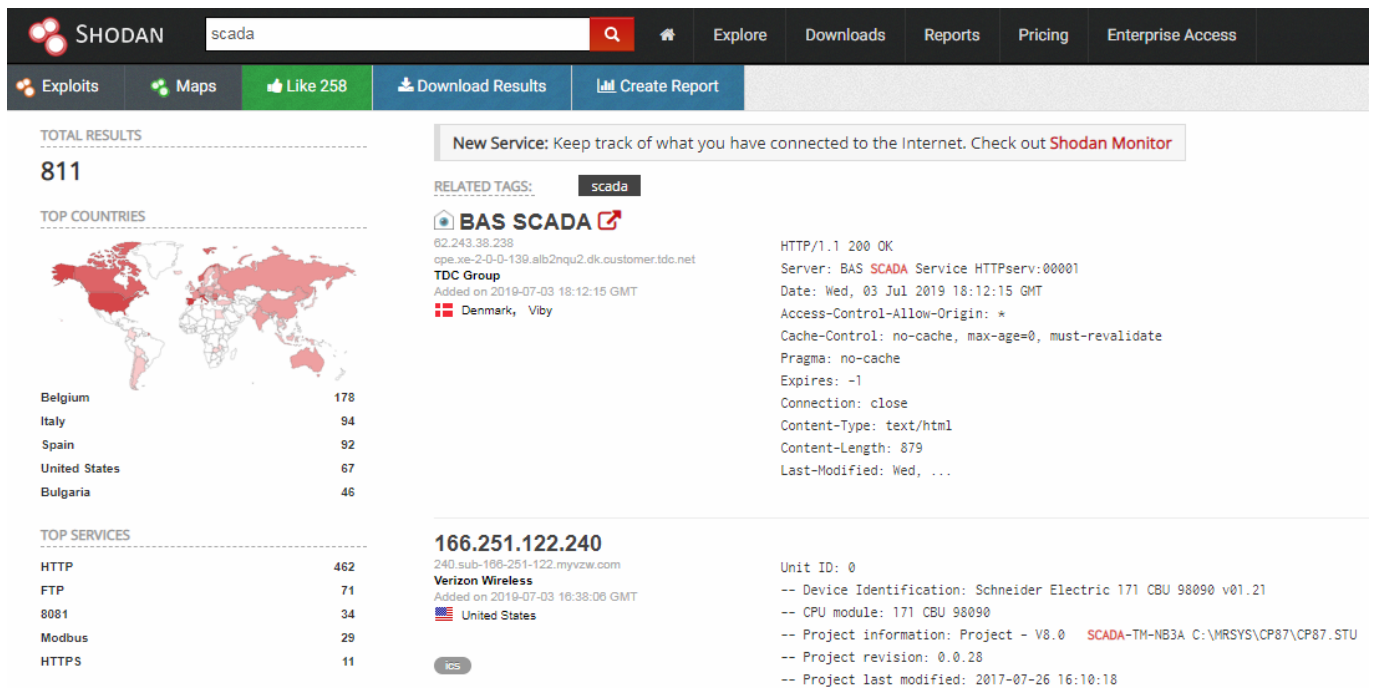 SHODAN scada Explore Downloads Reports Pricing Enterprise Access
Exploits Maps Like 258 Download Results Create Report
TOTAL RESULTS
811
TOP COUNTRIES
Belgium 178
Italy 94
Spain 92
United States 67
Bulgaria 46
TOP SERVICES
HTTP 462
FTP 71
8081 34
Modbus 29
HTTPS 11
New Service: Keep track of what you have connected to the Internet. Check out Shodan Monitor
RELATED TAGS: scada
BAS SCADA
62.243.38.238
cpe.xe-2-0-0-139.alb2nqu2.dk.customer.tdc.net
TDC Group
Added on 2019-07-03 18:12:15 GMT
Denmark, Viby
HTTP/1.1 200 OK
Server: BAS SCADA Service HTTPserv:00001
Date: Wed, 03 Jul 2019 18:12:15 GMT
Access-Control-Allow-Origin: *
Cache-Control: no-cache, max-age=0, must-revalidate
Pragma: no-cache
Expires: -1
Connection: close
Content-Type: text/html
Content-Length: 879
Last-Modified: Wed, ...
166.251.122.240
240.sub-166-251-122.myvzw.com
Verizon Wireless
Added on 2019-07-03 16:38:06 GMT
United States
ics
Unit ID: 0
-- Device Identification: Schneider Electric 171 CBU 98090 v01.21
-- CPU module: 171 CBU 98090
-- Project information: Project - V8.0 SCADA-TM-NB3A C:\MRSYS\CP87\CP87.STU
-- Project revision: 0.0.28
-- Project last modified: 2017-07-26 16:10:18